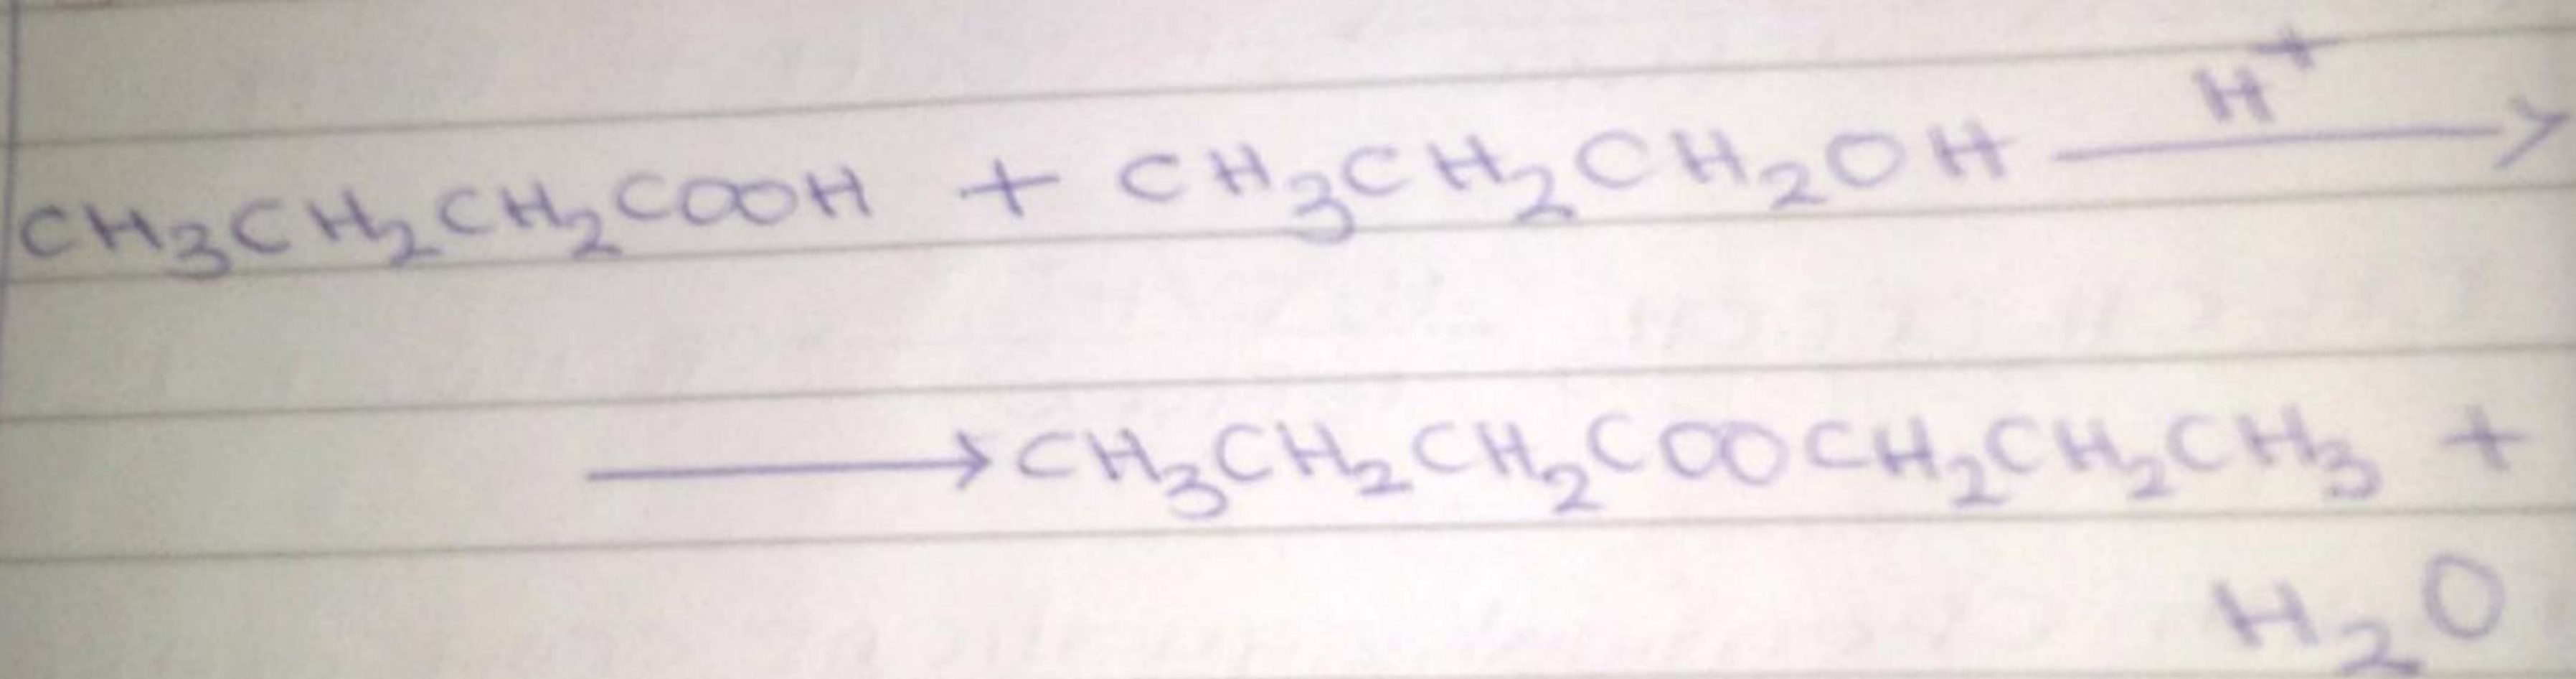 CH₃CH₂CH₂COOH + CH₃CH₂CH₂OH —H⁺→
→ CH₃CH₂CH₂COOCH₂CH₂CH₃ +
H₂O